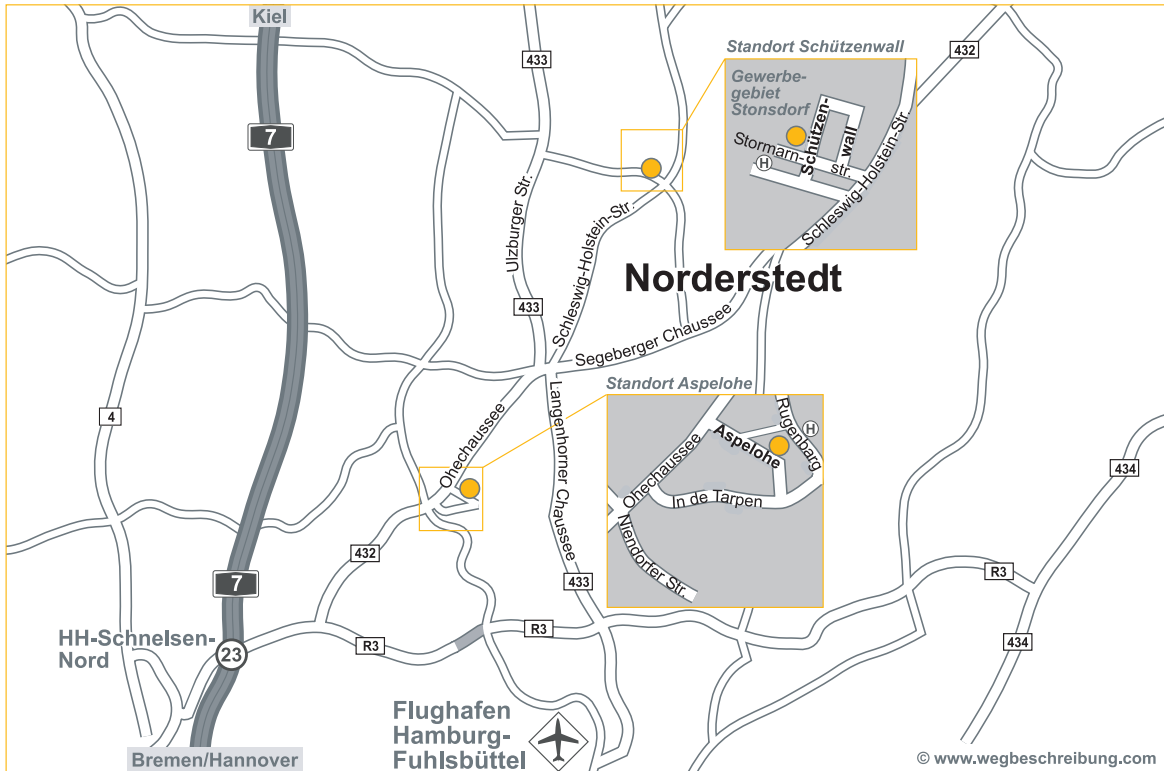 Kiel
433
Standort Schützenwall
432
Gewerbe-
gebiet
Stonsdorf
Schützen-
wall
Stormarn-
str.
H
Schleswig-Holstein-Str.
7
Ulzburger Str.
Schleswig-Holstein-Str.
Norderstedt
433
Segeberger Chaussee
Standort Aspelohe
4
Ohechaussee
Langenhorner Chaussee
Ohechaussee
Aspelohe
Rugenbarg
H
In de Tarpen
Niendorfer Str.
434
432
7
433
R3
HH-Schnelsen-
Nord
23
R3
R3
434
Flughafen
Hamburg-
Fuhlsbüttel
Bremen/Hannover
© www.wegbeschreibung.com